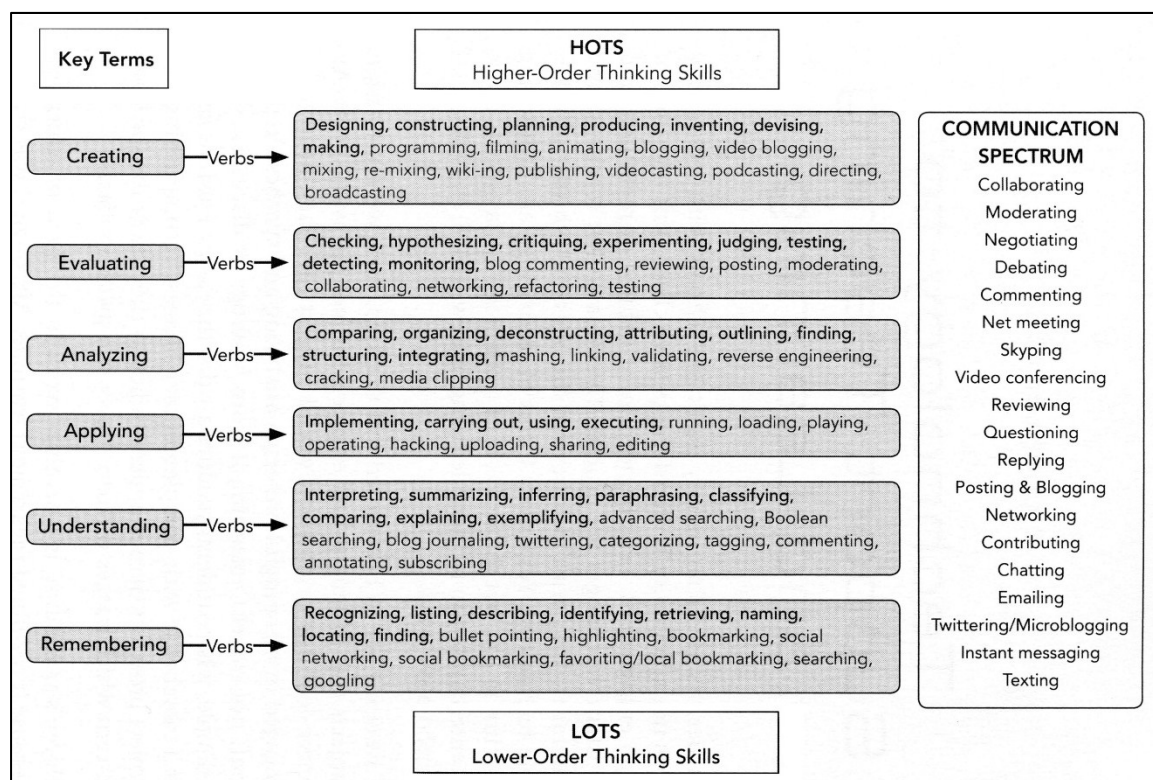 Key Terms
HOTS
Higher-Order Thinking Skills
Creating
Verbs
Designing, constructing, planning, producing, inventing, devising,
making, programming, filming, animating, blogging, video blogging,
mixing, re-mixing, wiki-ing, publishing, videocasting, podcasting, directing,
broadcasting
Evaluating
Verbs
Checking, hypothesizing, critiquing, experimenting, judging, testing,
detecting, monitoring, blog commenting, reviewing, posting, moderating,
collaborating, networking, refactoring, testing
Analyzing
Verbs
Comparing, organizing, deconstructing, attributing, outlining, finding,
structuring, integrating, mashing, linking, validating, reverse engineering,
cracking, media clipping
Applying
Verbs
Implementing, carrying out, using, executing, running, loading, playing,
operating, hacking, uploading, sharing, editing
Understanding
Verbs
Interpreting, summarizing, inferring, paraphrasing, classifying,
comparing, explaining, exemplifying, advanced searching, Boolean
searching, blog journaling, twittering, categorizing, tagging, commenting,
annotating, subscribing
Remembering
Verbs
Recognizing, listing, describing, identifying, retrieving, naming,
locating, finding, bullet pointing, highlighting, bookmarking, social
networking, social bookmarking, favoriting/local bookmarking, searching,
googling
LOTS
Lower-Order Thinking Skills
COMMUNICATION
SPECTRUM
Collaborating
Moderating
Negotiating
Debating
Commenting
Net meeting
Skyping
Video conferencing
Reviewing
Questioning
Replying
Posting & Blogging
Networking
Contributing
Chatting
Emailing
Twittering/Microblogging
Instant messaging
Texting